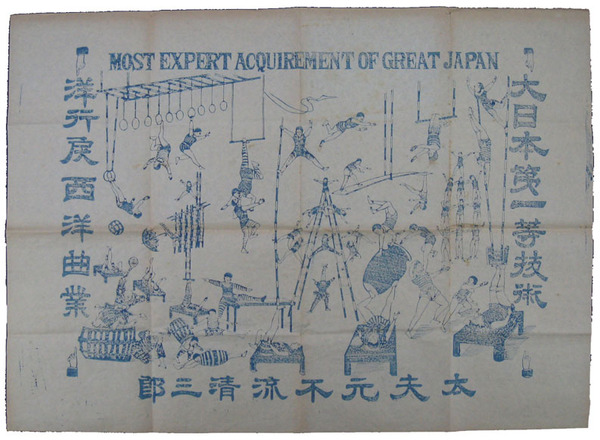 MOST EXPERT ACQUIREMENT OF GREAT JAPAN
大日本第一等技術
洋行戻西洋曲業
太夫元不流清三郎